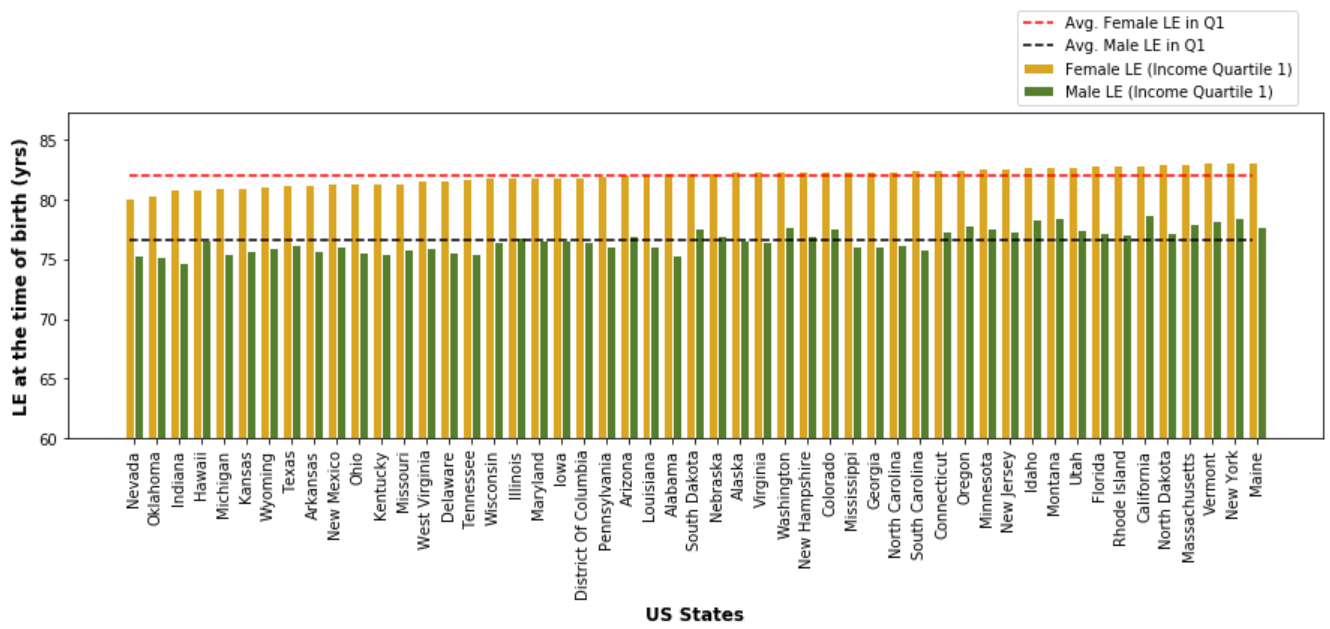 Avg. Female LE in Q1
Avg. Male LE in Q1
Female LE (Income Quartile 1)
Male LE (Income Quartile 1)
LE at the time of birth (yrs)
85
80
75
70
65
60
Nevada
Oklahoma
Indiana
Hawaii
Michigan
Kansas
Wyoming
Texas
Arkansas
New Mexico
Ohio
Kentucky
Missouri
West Virginia
Delaware
Tennessee
Wisconsin
Illinois
Maryland
Iowa
District Of Columbia
Pennsylvania
Arizona
Louisiana
Alabama
South Dakota
Nebraska
Alaska
Virginia
Washington
New Hampshire
Colorado
Mississippi
Georgia
North Carolina
South Carolina
Connecticut
Oregon
Minnesota
New Jersey
Idaho
Montana
Utah
Florida
Rhode Island
California
North Dakota
Massachusetts
Vermont
New York
Maine
US States